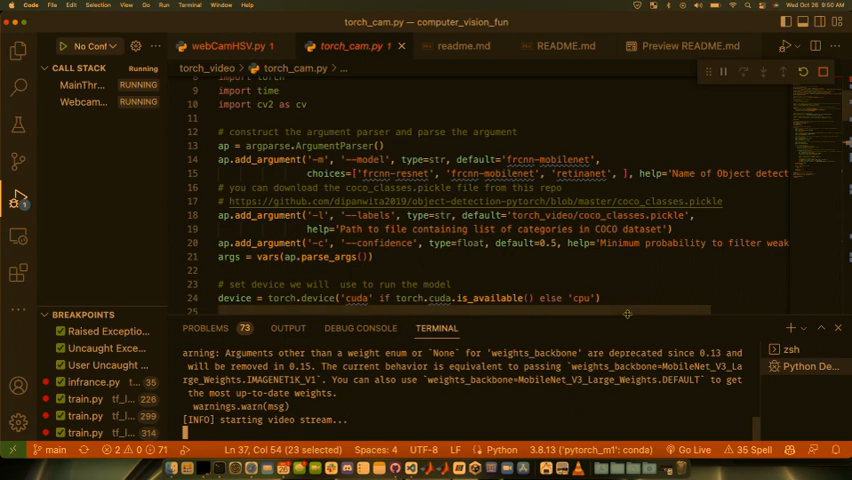 Code File Edit Selection View Go Run Terminal Window Help Wed Oct 26 9:50 AM
torch_cam.py — computer_vision_fun
No Conf
webCamHSV.py 1 torch_cam.py 1 readme.md README.md Preview README.md
CALL STACK Running
torch_video > torch_cam.py > ...
MainThr... RUNNING
Webcam... RUNNING
8 import torch
9 import time
10 import cv2 as cv
11
12 # construct the argument parser and parse the argument
13 ap = argparse.ArgumentParser()
14 ap.add_argument('-m', '--model', type=str, default='frcnn-mobilenet',
15 choices=['frcnn-resnet', 'frcnn-mobilenet', 'retinanet', ], help='Name of Object detect
16 # you can download the coco_classes.pickle file from this repo
17 # https://github.com/dipanwita2019/object-detection-pytorch/blob/master/coco_classes.pickle
18 ap.add_argument('-l', '--labels', type=str, default='torch_video/coco_classes.pickle',
19 help='Path to file containing list of categories in COCO dataset')
20 ap.add_argument('-c', '--confidence', type=float, default=0.5, help='Minimum probability to filter weak
21 args = vars(ap.parse_args())
22
23 # set device we will use to run the model
24 device = torch.device('cuda' if torch.cuda.is_available() else 'cpu')
25
1
BREAKPOINTS
Raised Exceptio...
Uncaught Exce...
User Uncaught ...
infrance.py 35
train.py tf_... 226
train.py tf_... 299
train.py tf_... 314
PROBLEMS 73 OUTPUT DEBUG CONSOLE TERMINAL
zsh
Python De...
arning: Arguments other than a weight enum or `None` for 'weights_backbone' are deprecated since 0.13 and
will be removed in 0.15. The current behavior is equivalent to passing `weights_backbone=MobileNet_V3_La
rge_Weights.IMAGENET1K_V1`. You can also use `weights_backbone=MobileNet_V3_Large_Weights.DEFAULT` to get
the most up-to-date weights.
warnings.warn(msg)
[INFO] starting video stream...
main 2 0 71 Ln 37, Col 54 (23 selected) Spaces: 4 UTF-8 LF Python 3.8.13 ('pytorch_m1': conda) Go Live 35 Spell